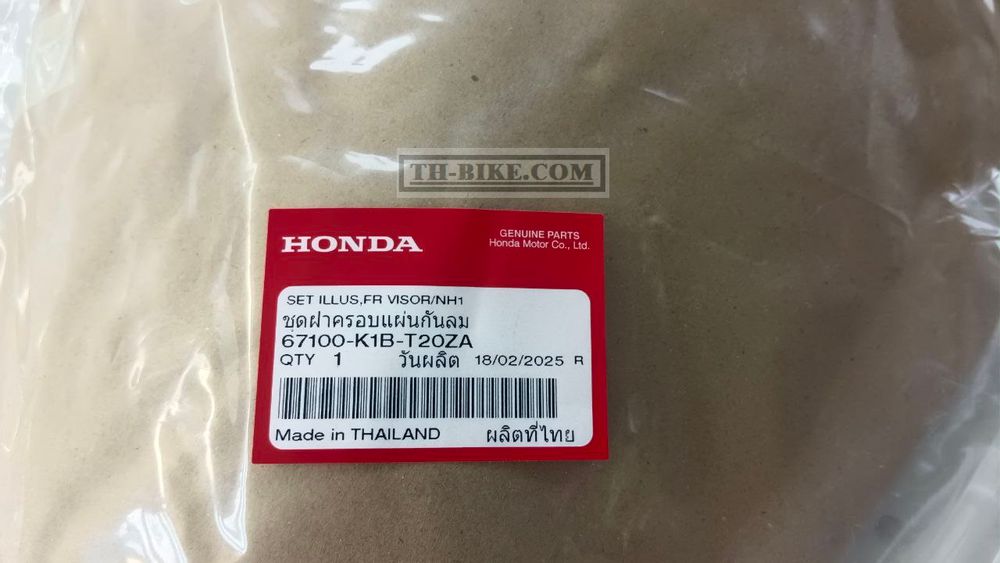 TH-BIKE.COM
HONDA
GENUINE PARTS
Honda Motor Co., Ltd.
SET ILLUS,FR VISOR/NH1
ชุดฝาครอบแผ่นกันลม
67100-K1B-T20ZA
QTY 1 วันผลิต 18/02/2025 R
Made in THAILAND ผลิตที่ไทย